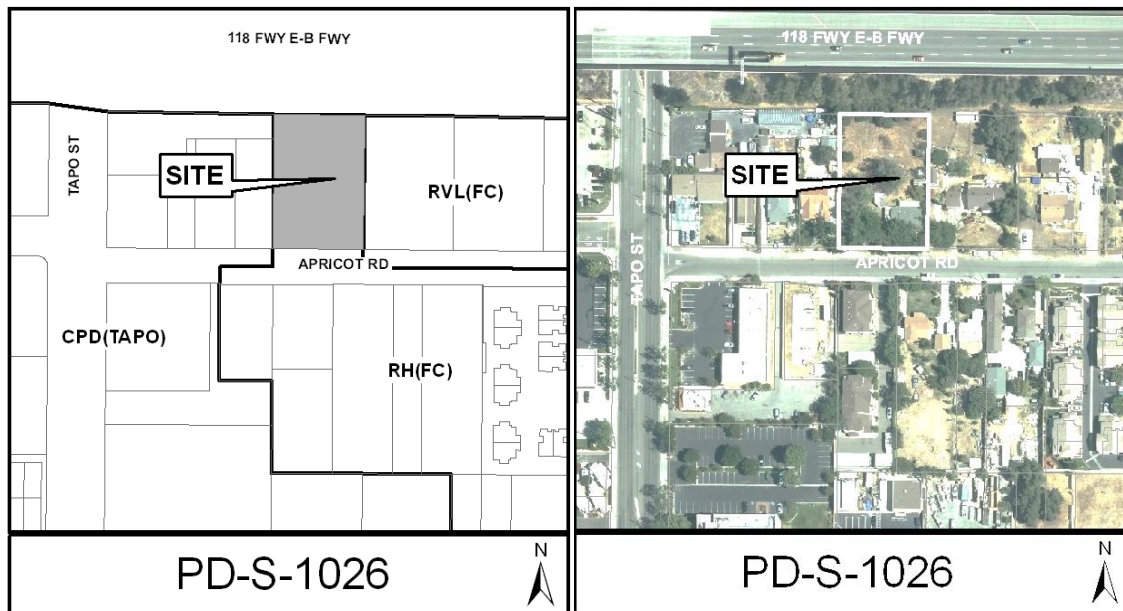 118 FWY E-B FWY
TAPO ST
SITE
RVL(FC)
APRICOT RD
CPD(TAPO)
RH(FC)
PD-S-1026
N
118 FWY E-B FWY
SITE
TAPO ST
APRICOT RD
PD-S-1026
N